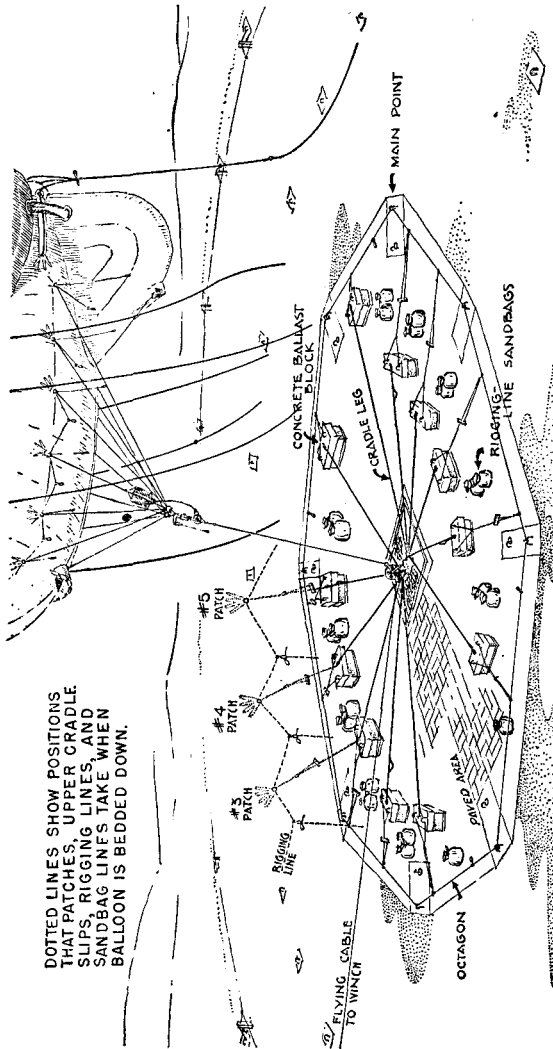 DOTTED LINES SHOW POSITIONS
THAT PATCHES, UPPER CRADLE
SLIPS, RIGGING LINES, AND
SANDBAG LINES TAKE WHEN
BALLOON IS BEDDED DOWN.
#3
PATCH
#4
PATCH
#5
PATCH
RIGGING
LINE
FLYING CABLE
TO WINCH
CONCRETE BALLAST
BLOCK
CRADLE LEG
MAIN POINT
RIGGING-
LINE SANDBAGS
PAVED AREA
OCTAGON